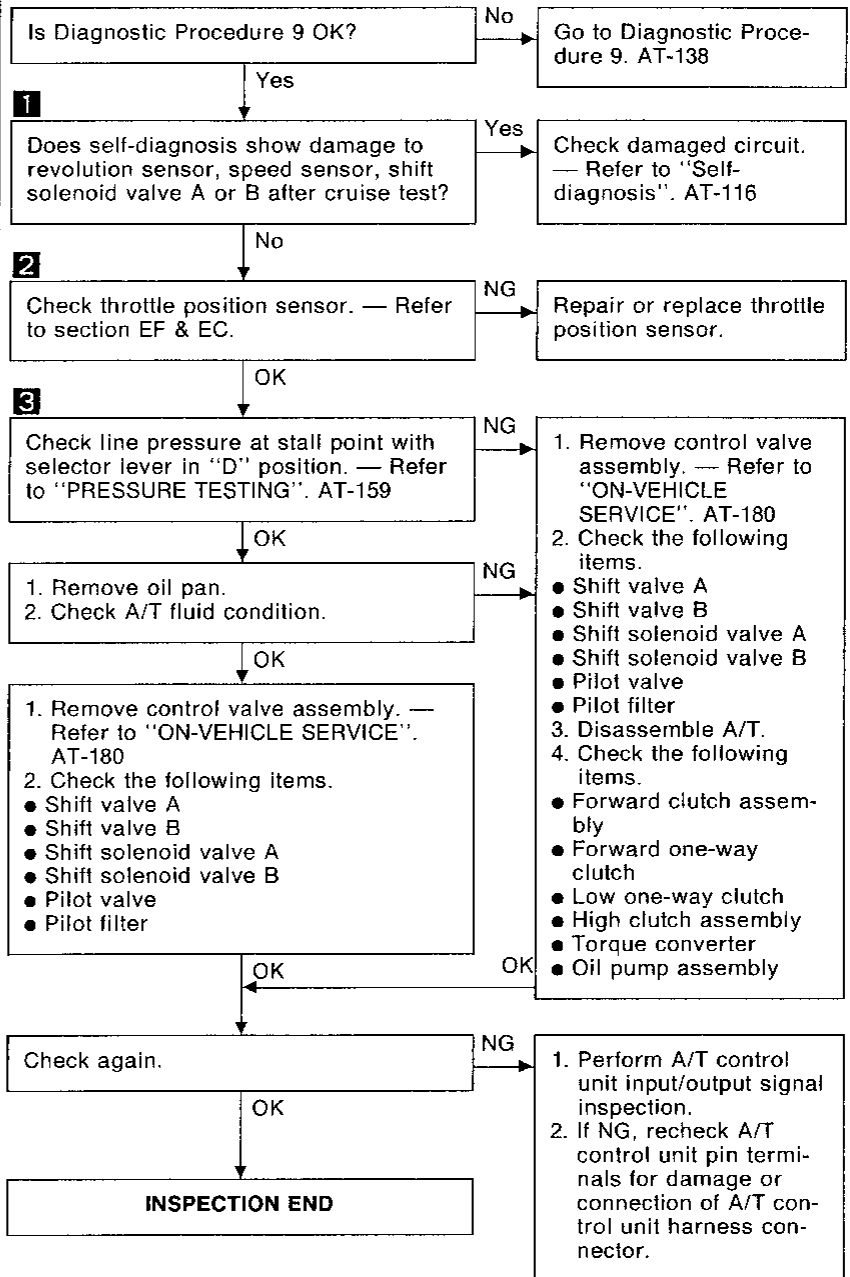 Is Diagnostic Procedure 9 OK?
No
Go to Diagnostic Proce-
dure 9. AT-138
Yes
1
Does self-diagnosis show damage to
revolution sensor, speed sensor, shift
solenoid valve A or B after cruise test?
Yes
Check damaged circuit.
— Refer to "Self-
diagnosis". AT-116
No
2
Check throttle position sensor. — Refer
to section EF & EC.
NG
Repair or replace throttle
position sensor.
OK
3
Check line pressure at stall point with
selector lever in "D" position. — Refer
to "PRESSURE TESTING". AT-159
NG
OK
1. Remove oil pan.
2. Check A/T fluid condition.
NG
OK
1. Remove control valve assembly. —
Refer to "ON-VEHICLE SERVICE".
AT-180
2. Check the following items.
● Shift valve A
● Shift valve B
● Shift solenoid valve A
● Shift solenoid valve B
● Pilot valve
● Pilot filter
1. Remove control valve
assembly. — Refer to
"ON-VEHICLE
SERVICE". AT-180
2. Check the following
items.
● Shift valve A
● Shift valve B
● Shift solenoid valve A
● Shift solenoid valve B
● Pilot valve
● Pilot filter
3. Disassemble A/T.
4. Check the following
items.
● Forward clutch assem-
bly
● Forward one-way
clutch
● Low one-way clutch
● High clutch assembly
● Torque converter
● Oil pump assembly
OK
OK
Check again.
NG
1. Perform A/T control
unit input/output signal
inspection.
2. If NG, recheck A/T
control unit pin termi-
nals for damage or
connection of A/T con-
trol unit harness con-
nector.
OK
INSPECTION END